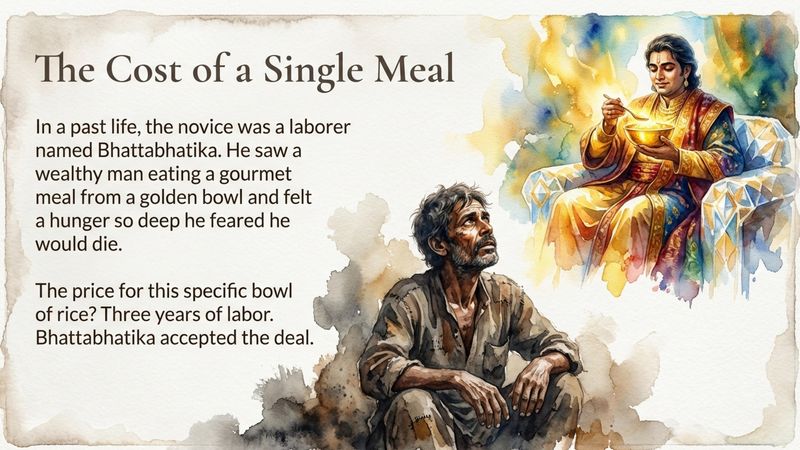 The Cost of a Single Meal
In a past life, the novice was a laborer
named Bhattabhatika. He saw a
wealthy man eating a gourmet
meal from a golden bowl and felt
a hunger so deep he feared he
would die.
The price for this specific bowl
of rice? Three years of labor.
Bhattabhatika accepted the deal.